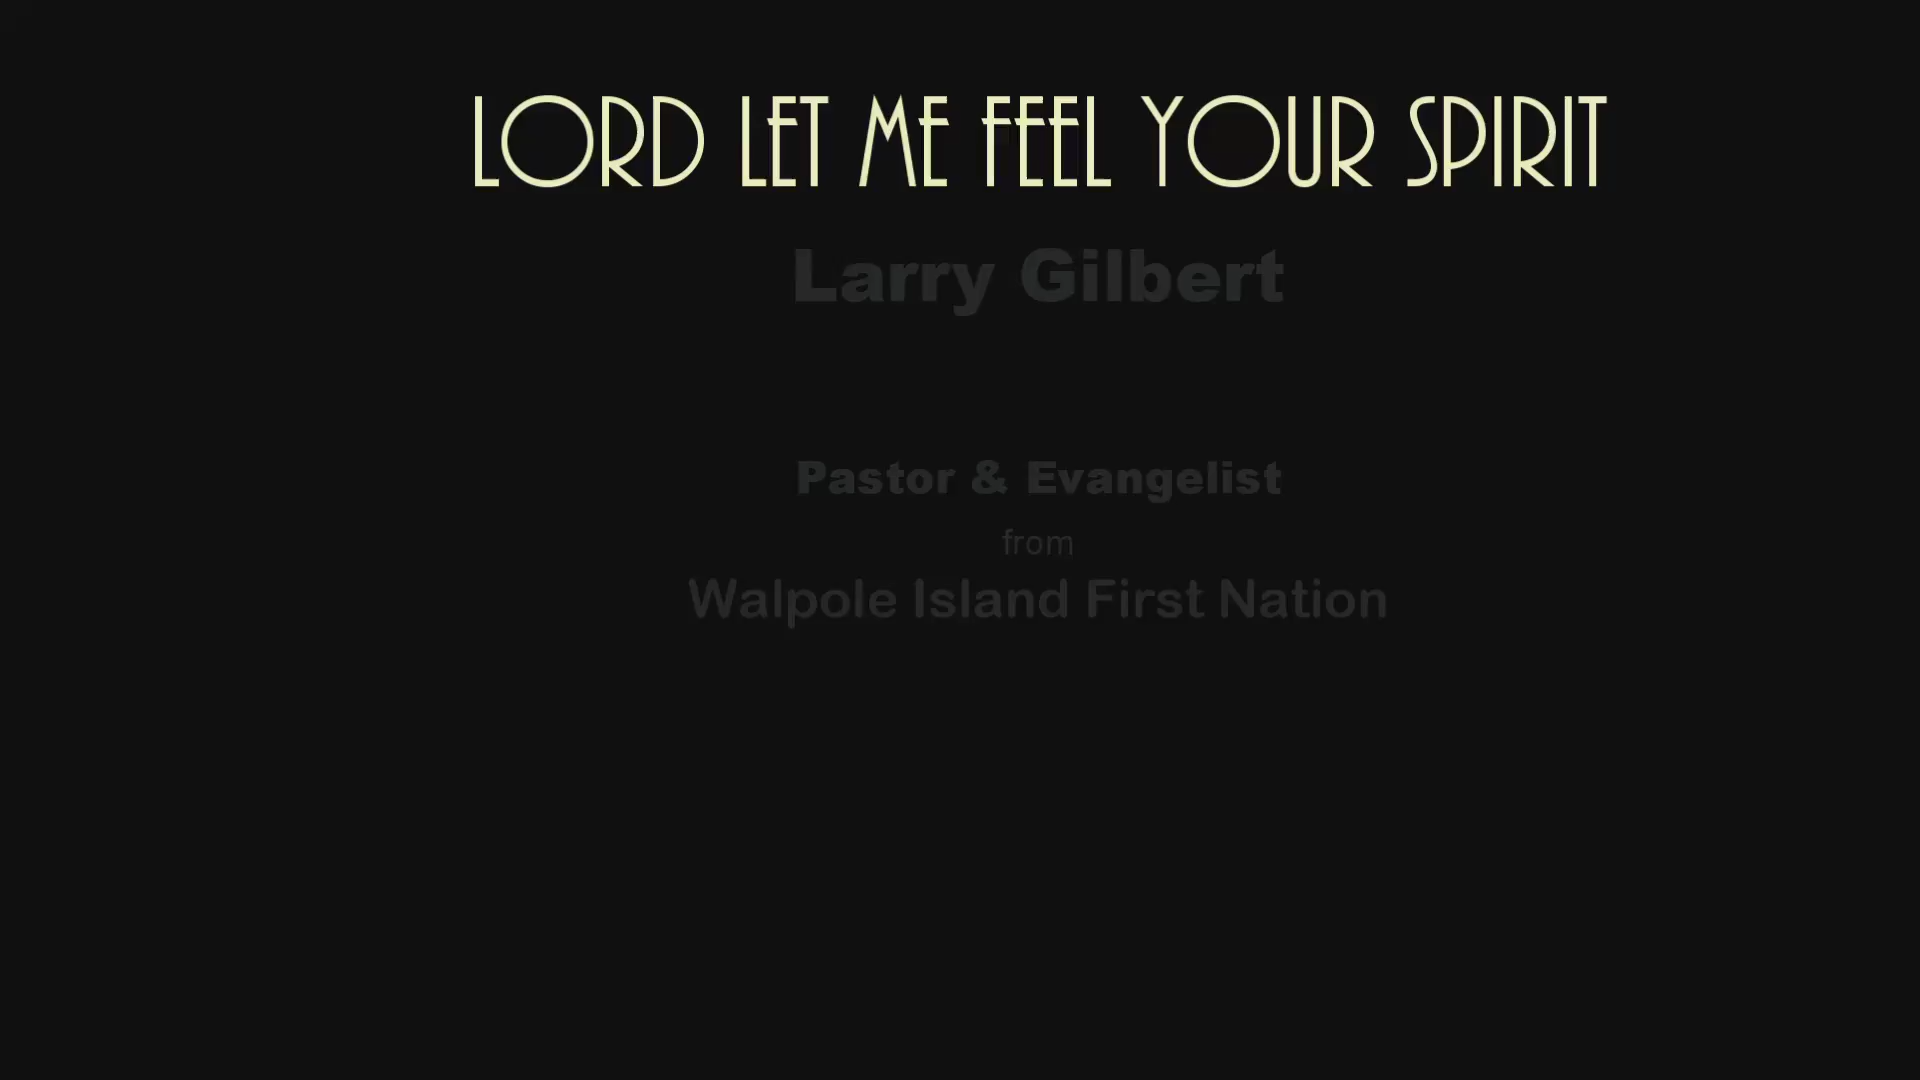 LORD LET ME FEEL YOUR SPIRIT
Larry Gilbert
Pastor & Evangelist
from
Walpole Island First Nation